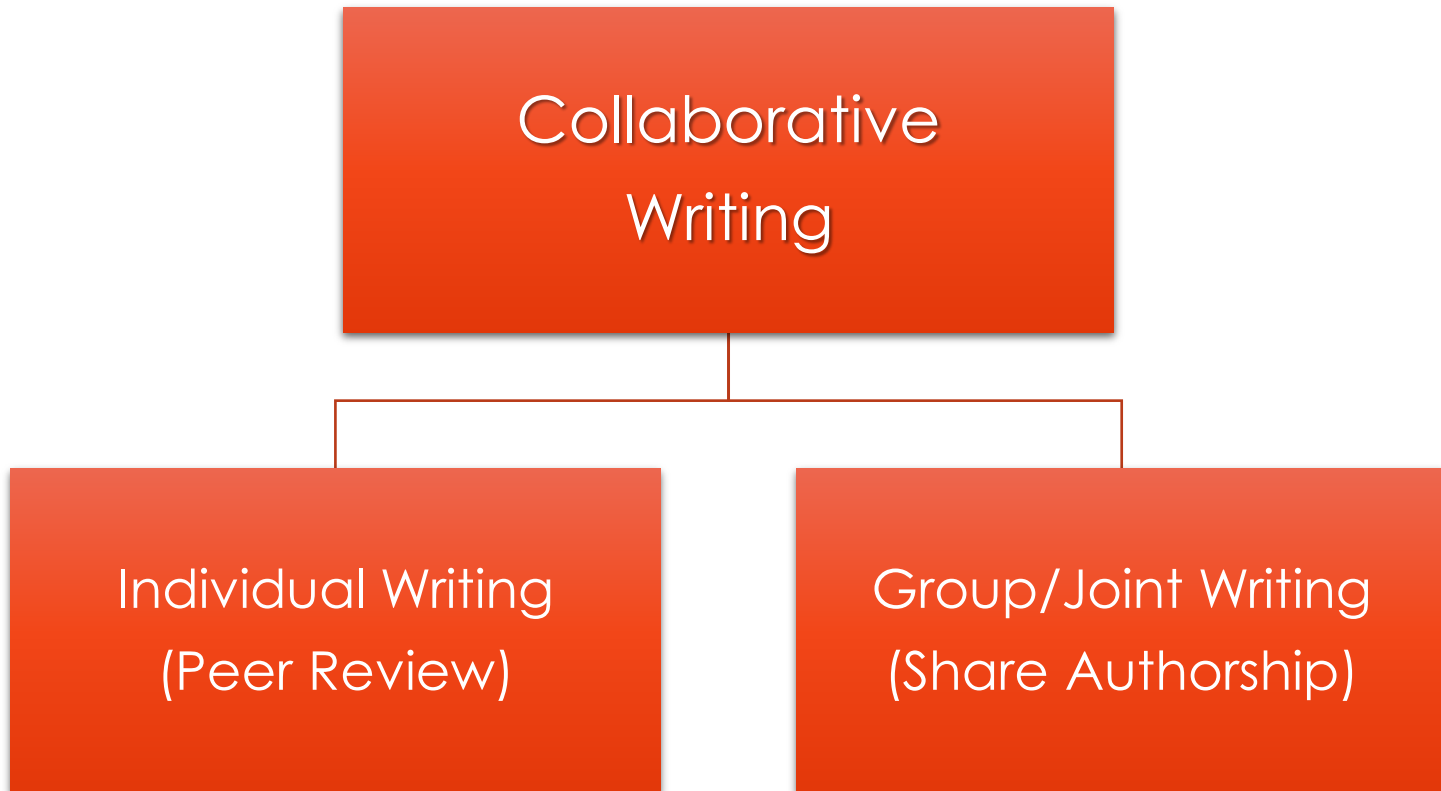 Collaborative
Writing
Individual Writing
(Peer Review)
Group/Joint Writing
(Share Authorship)